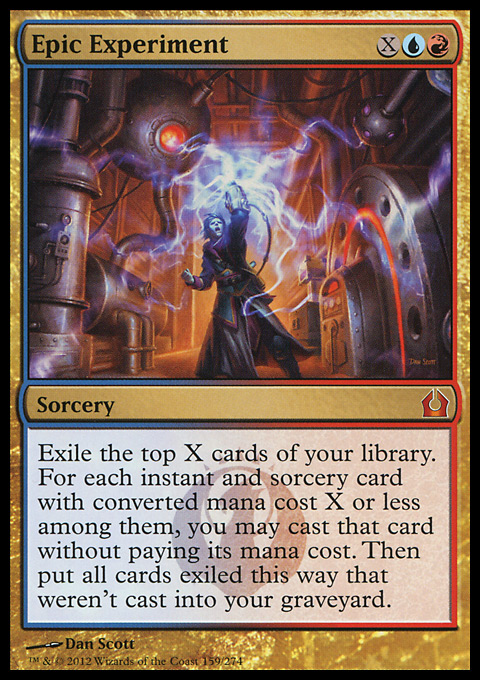 Epic Experiment X
Dan Scott
Sorcery
Exile the top X cards of your library.
For each instant and sorcery card
with converted mana cost X or less
among them, you may cast that card
without paying its mana cost. Then
put all cards exiled this way that
weren't cast into your graveyard.
Dan Scott
™ & © 2012 Wizards of the Coast 159/274